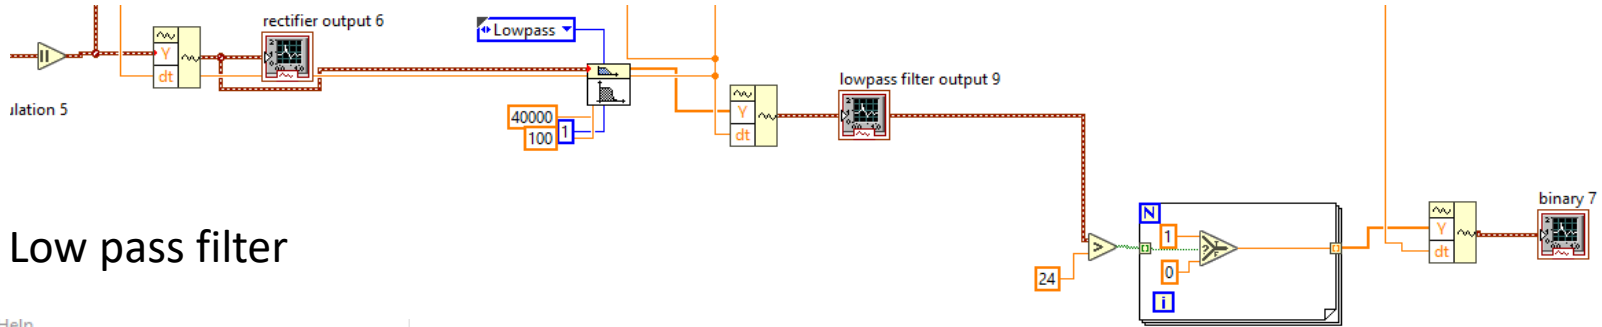 rectifier output 6
Lowpass
Y
dt
ulation 5
40000
100
1
lowpass filter output 9
Y
dt
binary 7
N
1
Y
dt
>
?
T
F
24
0
i
Low pass filter
Help